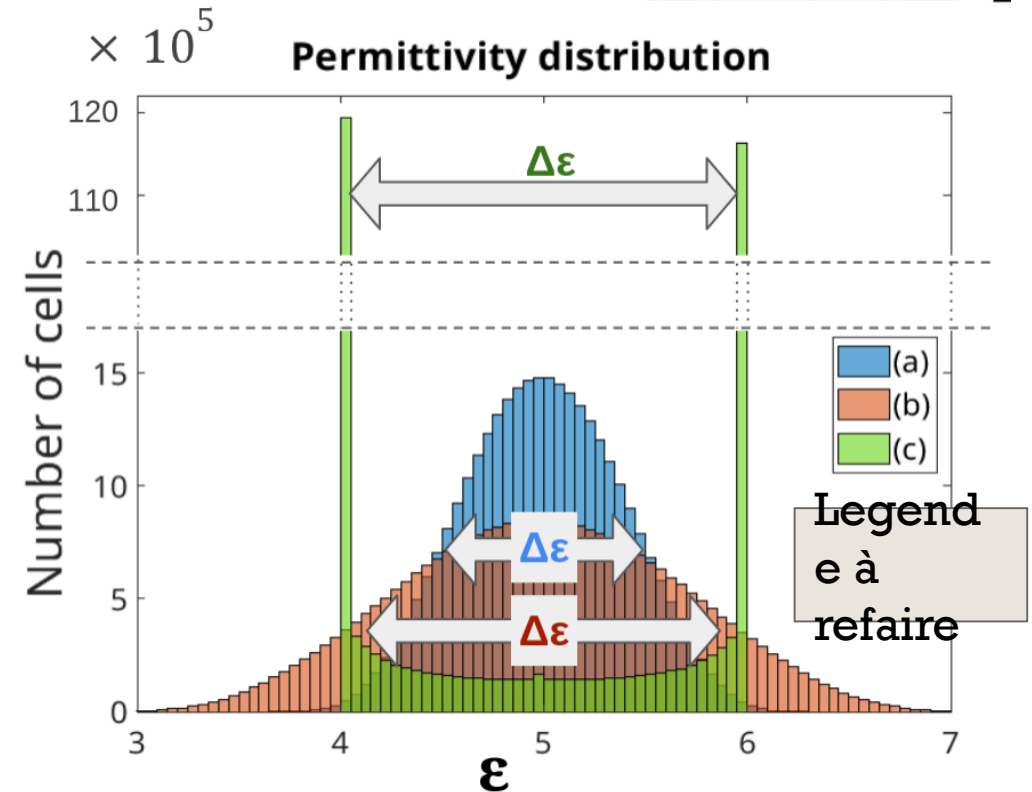 × 10^5
Permittivity distribution
120
110
Δε
Number of cells
15
10
5
0
(a)
(b)
(c)
Δε
Δε
Legend
e à
refaire
3 4 5 6 7
ε